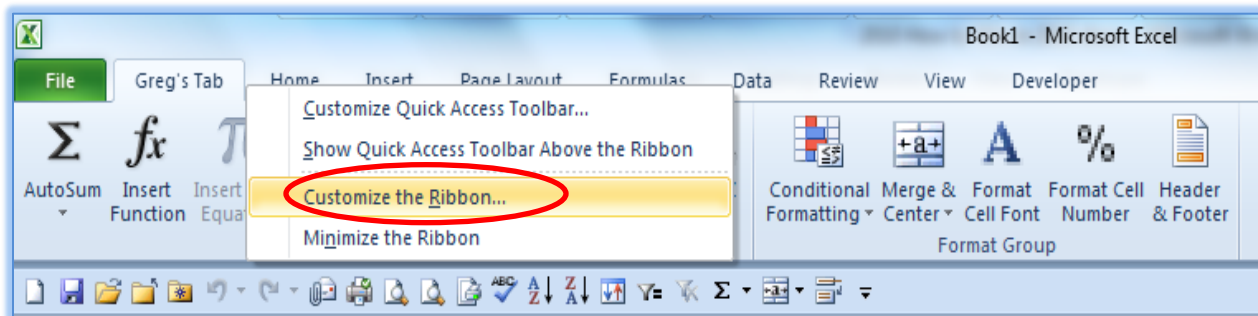 Book1 - Microsoft Excel
File Greg's Tab Home Insert Page Layout Formulas Data Review View Developer
Customize Quick Access Toolbar...
Show Quick Access Toolbar Above the Ribbon
Customize the Ribbon...
Minimize the Ribbon
Σ fx +a+ A %
AutoSum Insert Insert Conditional Merge & Format Format Cell Header
Function Formatting Center Cell Font Number & Footer
Format Group
ABC A Z Z A Σ